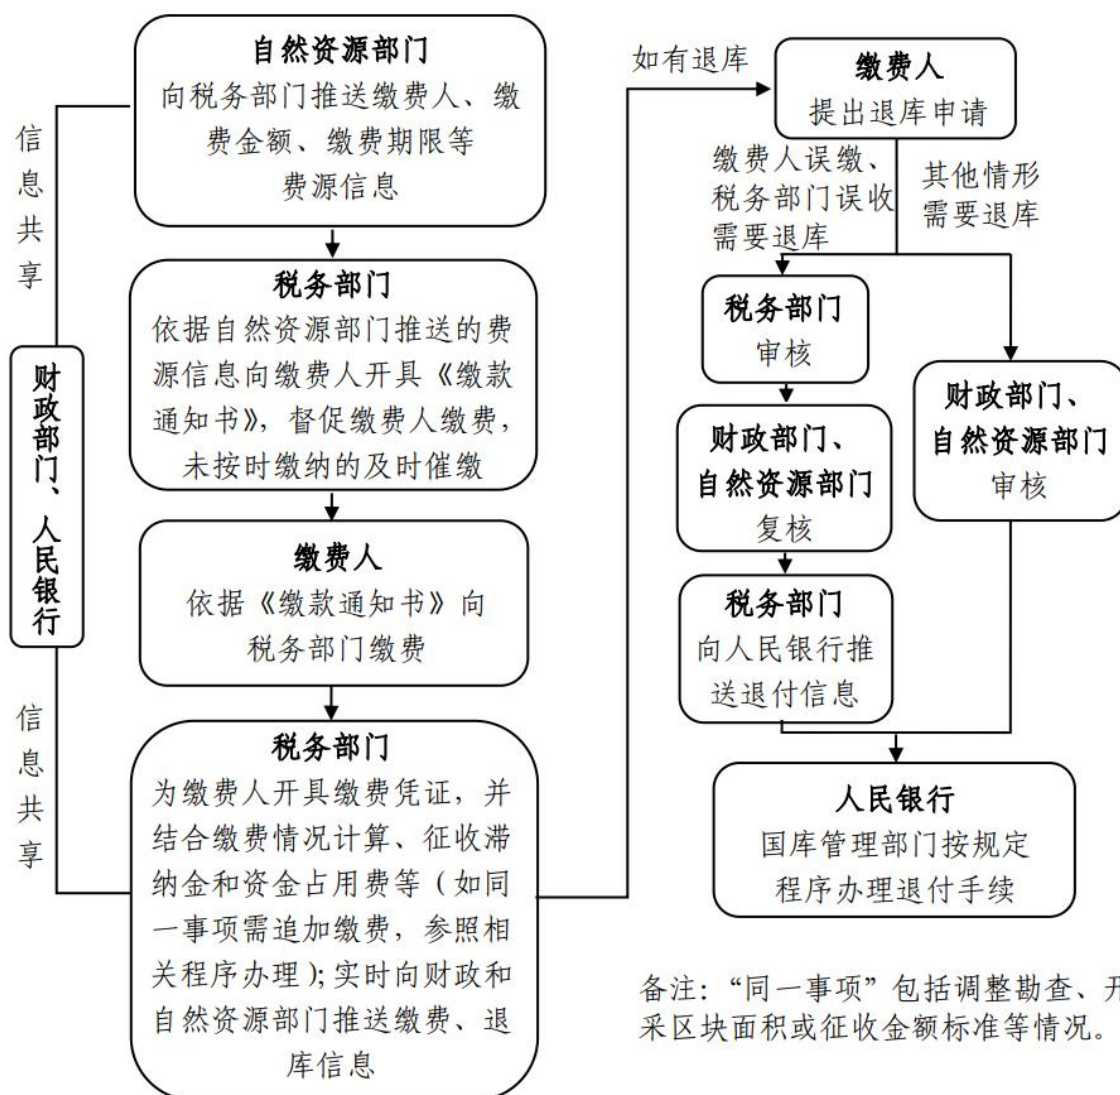 自然资源部门
向税务部门推送缴费人、缴
费金额、缴费期限等
费源信息
信息共享
税务部门
依据自然资源部门推送的费
源信息向缴费人开具《缴款
通知书》，督促缴费人缴费，
未按时缴纳的及时催缴
财政部门、人民银行
缴费人
依据《缴款通知书》向
税务部门缴费
信息共享
税务部门
为缴费人开具缴费凭证，并
结合缴费情况计算、征收滞
纳金和资金占用费等（如同
一事项需追加缴费，参照相
关程序办理）；实时向财政和
自然资源部门推送缴费、退
库信息
如有退库
缴费人
提出退库申请
缴费人误缴、
税务部门误收
需要退库
其他情形
需要退库
税务部门
审核
财政部门、
自然资源部门
复核
税务部门
向人民银行推
送退付信息
财政部门、
自然资源部门
审核
人民银行
国库管理部门按规定
程序办理退付手续
备注：“同一事项”包括调整勘查、开
采区块面积或征收金额标准等情况。